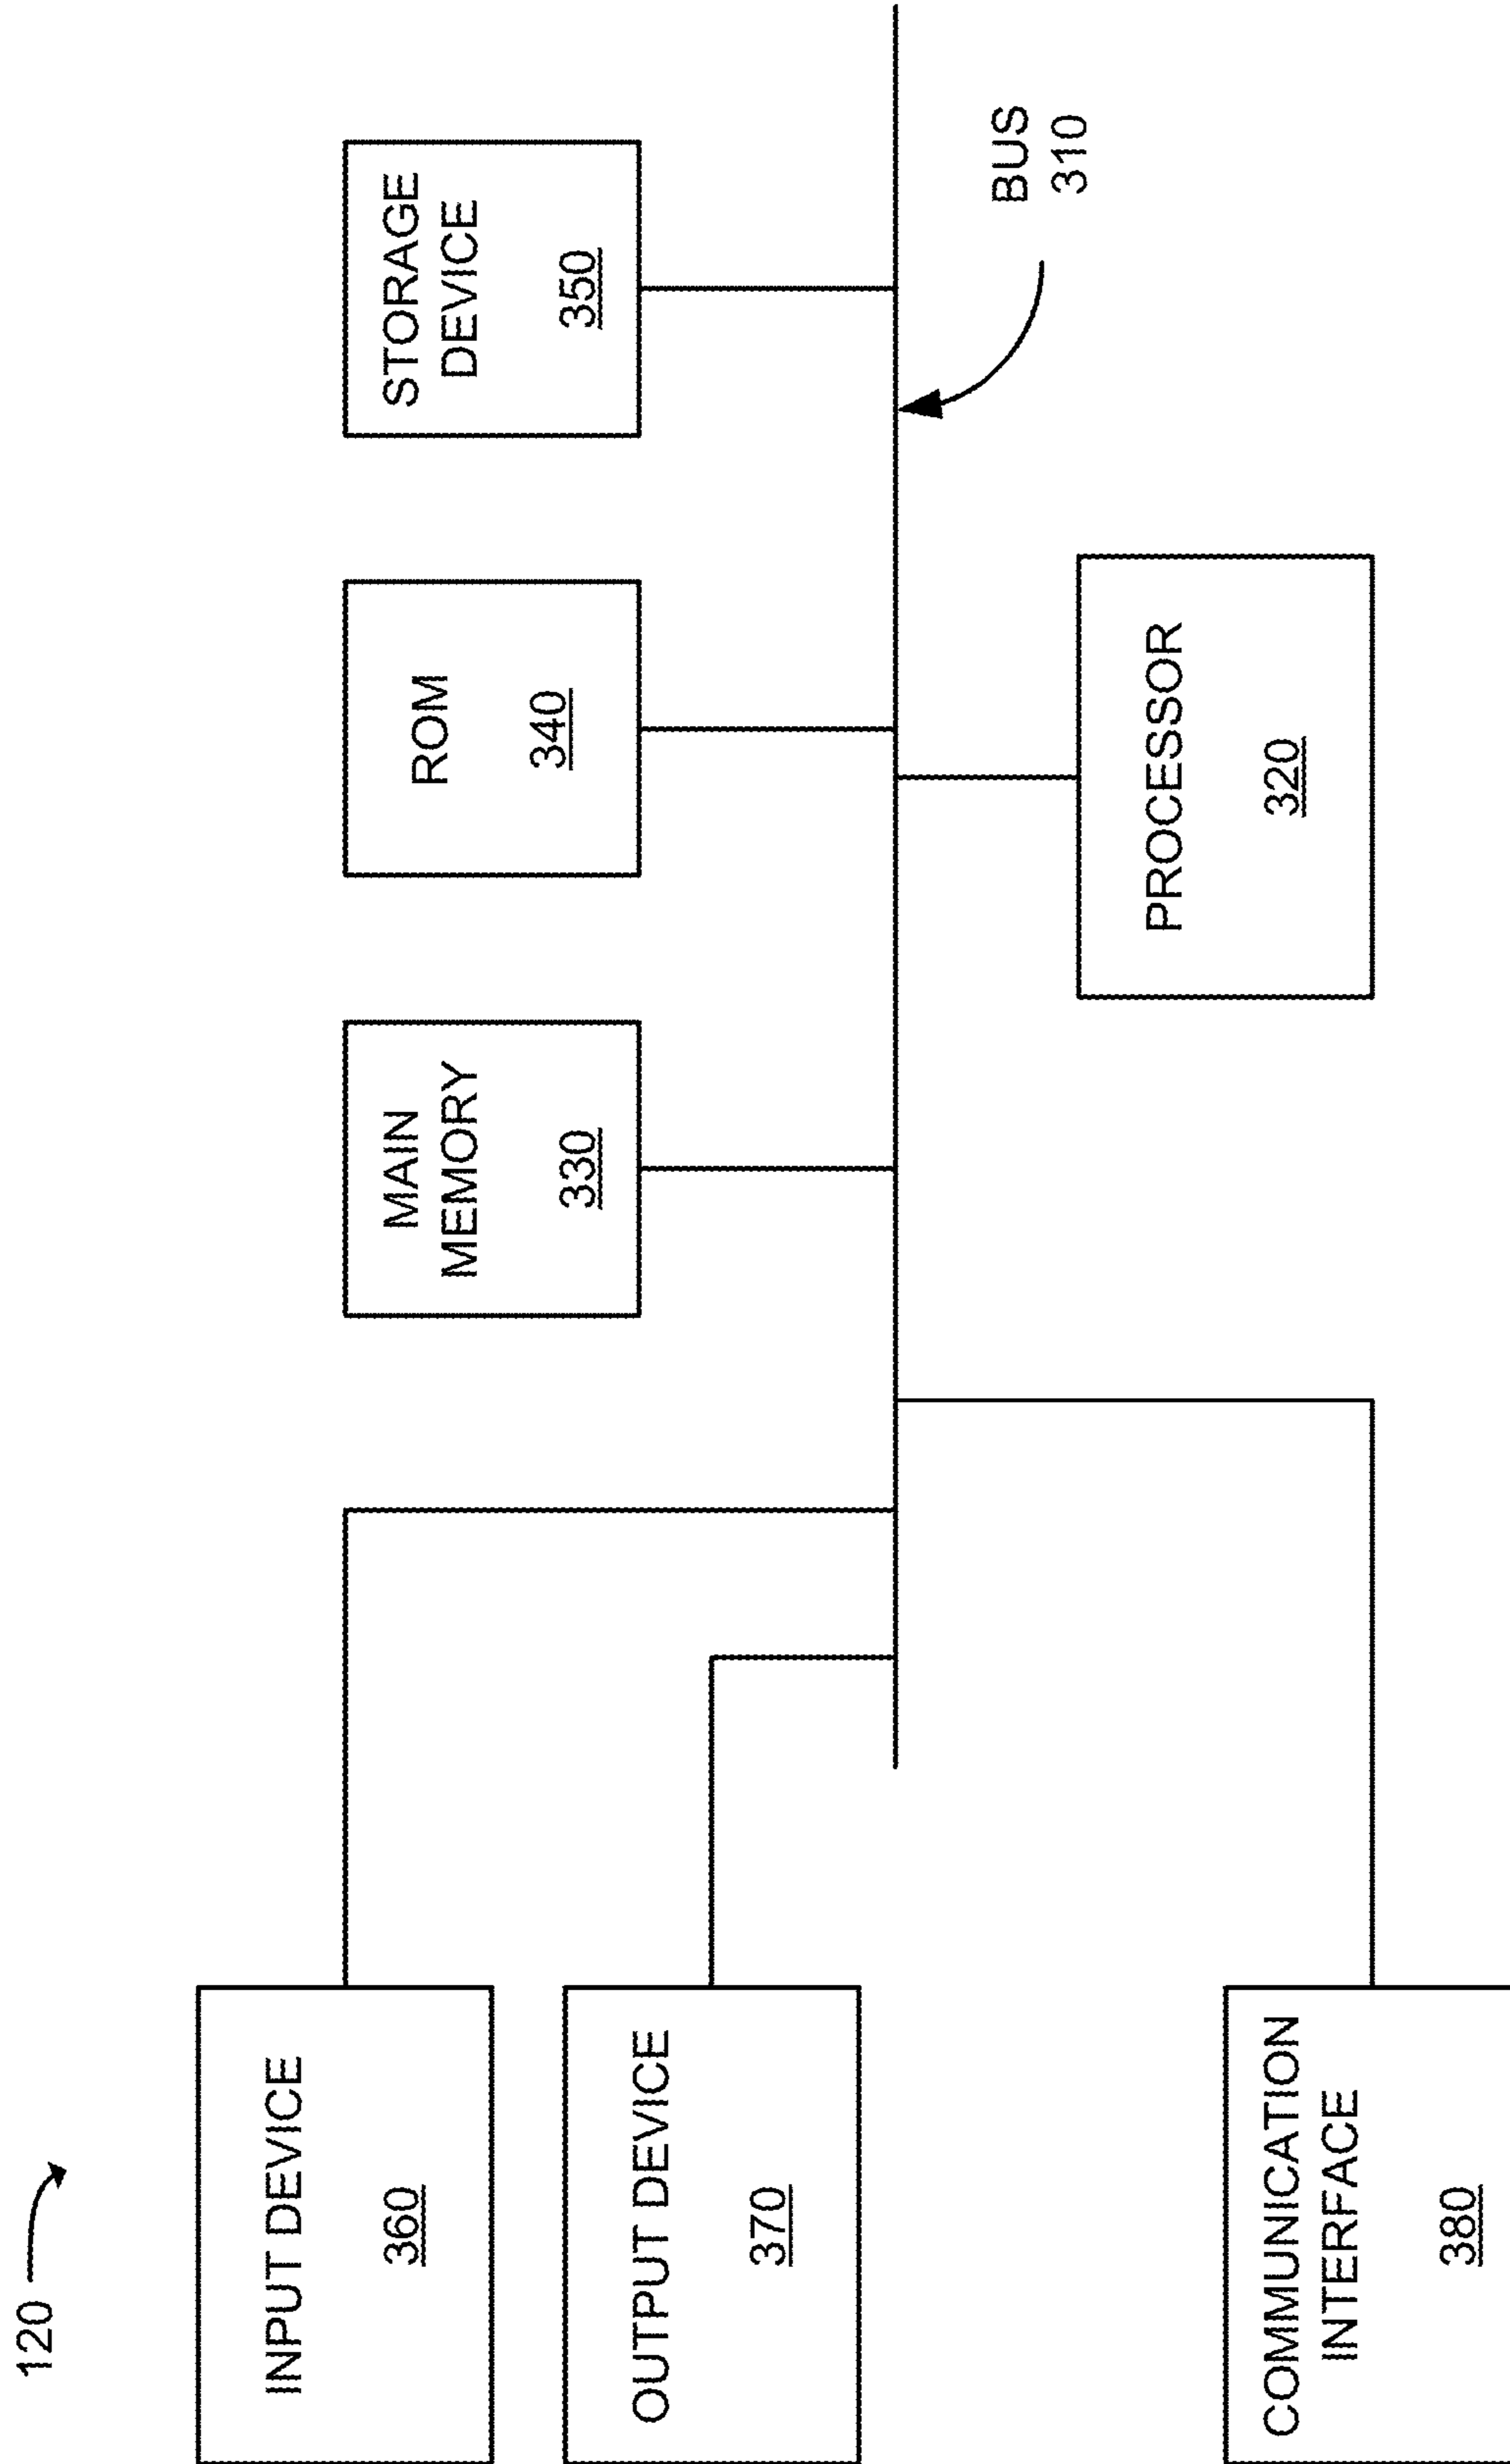 120
MAIN
MEMORY
330
ROM
340
STORAGE
DEVICE
350
INPUT DEVICE
360
OUTPUT DEVICE
370
BUS
310
PROCESSOR
320
COMMUNICATION
INTERFACE
380